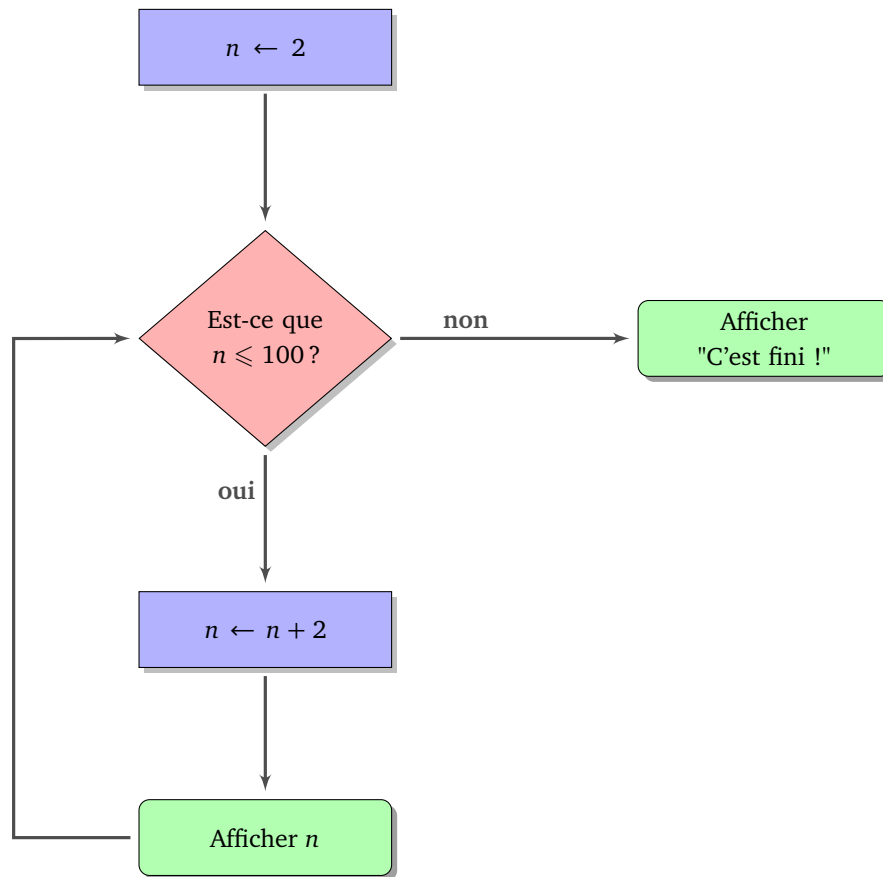 n ← 2
Est-ce que
n ⩽ 100 ?
non
Afficher
"C'est fini !"
oui
n ← n + 2
Afficher n